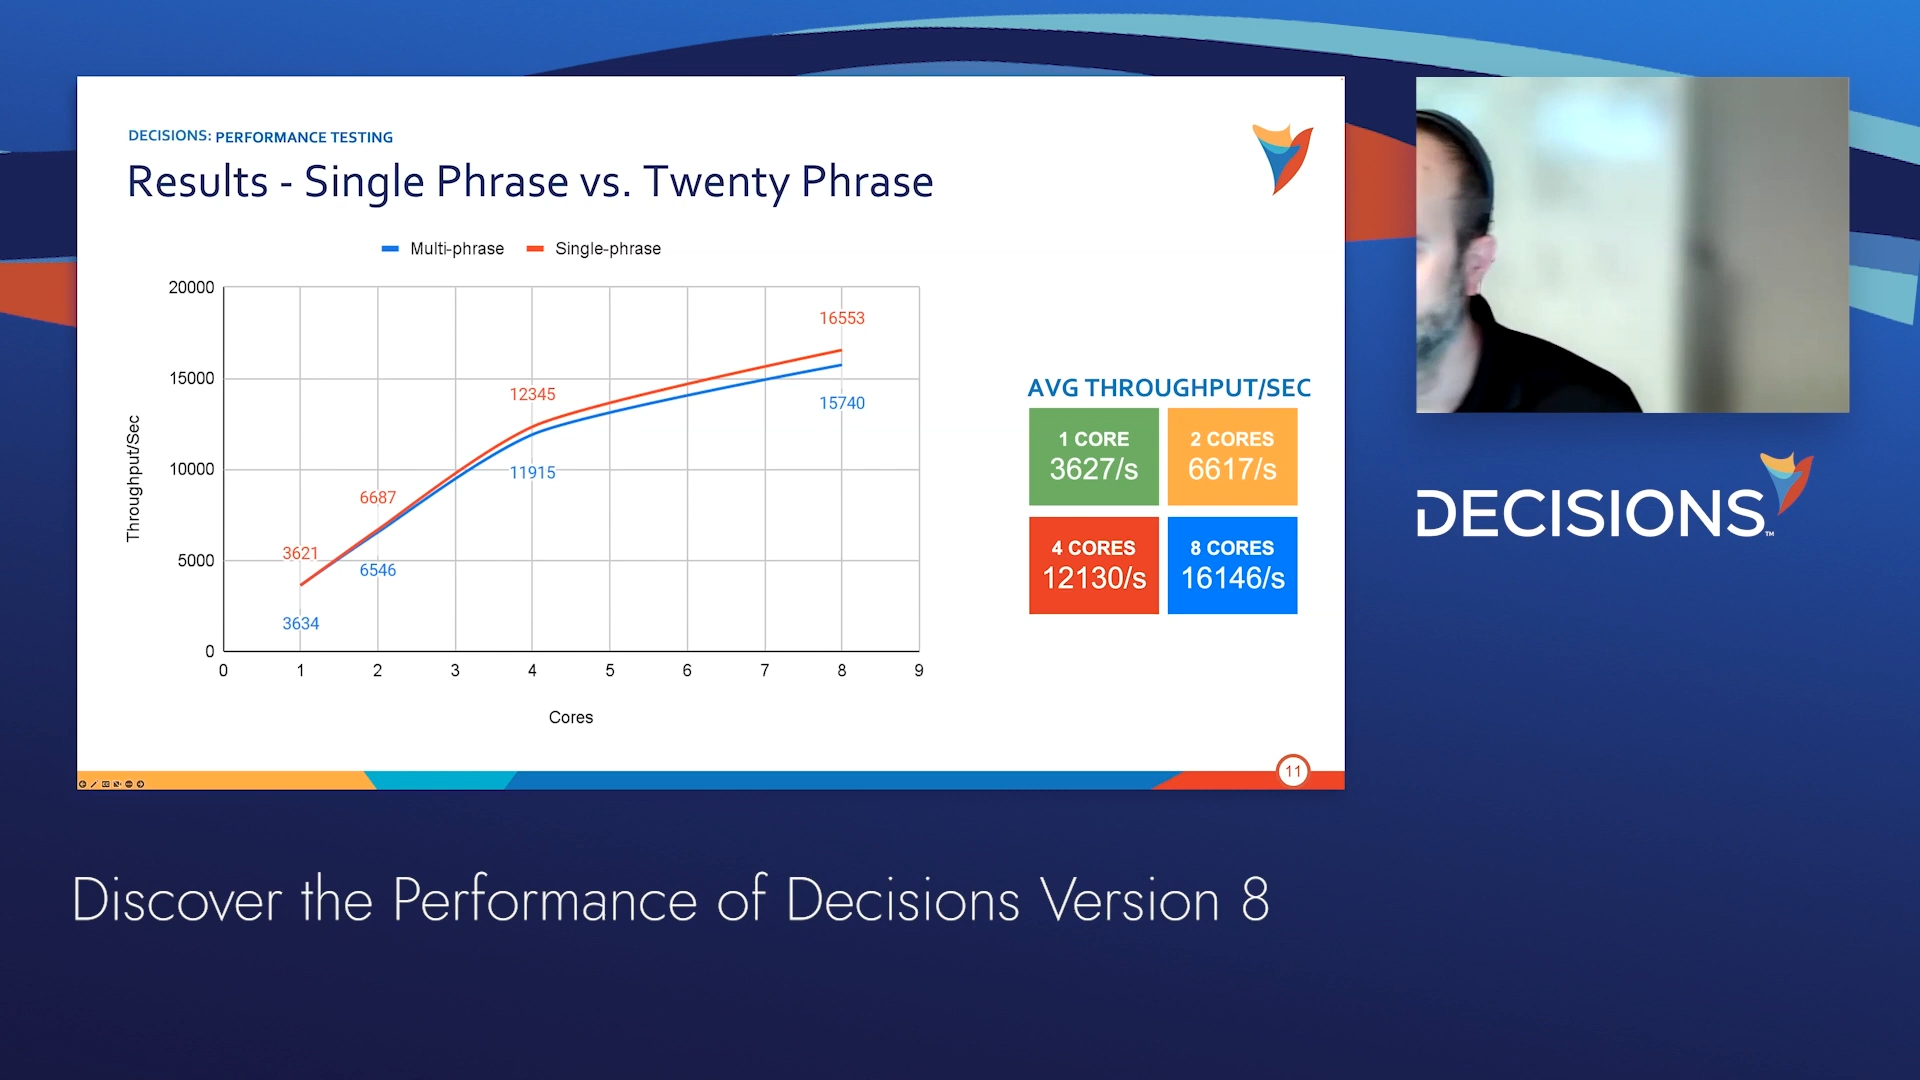 DECISIONS: PERFORMANCE TESTING
Results - Single Phrase vs. Twenty Phrase
Multi-phrase Single-phrase
20000
15000
10000
5000
0
Throughput/Sec
0 1 2 3 4 5 6 7 8 9
Cores
3621
6687
12345
16553
3634
6546
11915
15740
AVG THROUGHPUT/SEC
1 CORE
3627/s
2 CORES
6617/s
4 CORES
12130/s
8 CORES
16146/s
11
DECISIONS™
Discover the Performance of Decisions Version 8